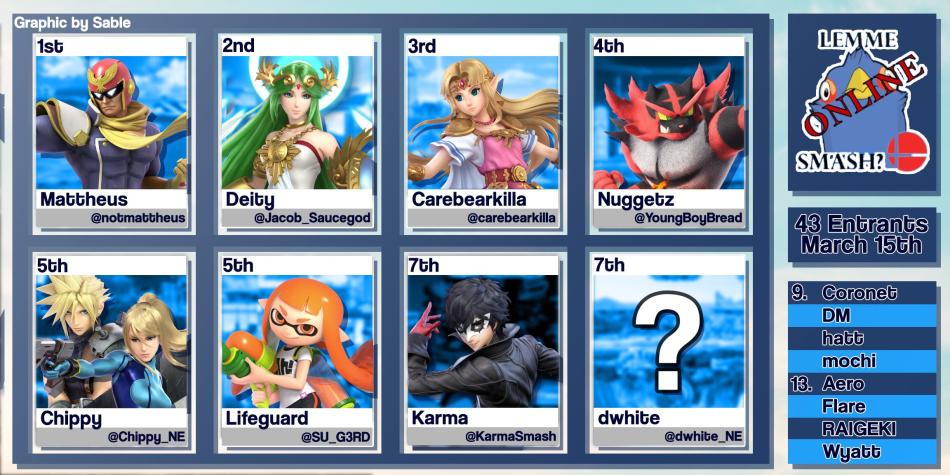 Graphic by Sable
1st
Mattheus
@notmattheus
2nd
Deity
@Jacob_Saucegod
3rd
Carebearkilla
@carebearkilla
4th
Nuggetz
@YoungBoyBread
5th
Chippy
@Chippy_NE
5th
Lifeguard
@SU_G3RD
7th
Karma
@KarmaSmash
7th
?
dwhite
@dwhite_NE
LEMME
ONLINE
SMASH?
43 Entrants
March 15th
9. Coronet
DM
hatt
mochi
13. Aero
Flare
RAIGEKI
Wyatt